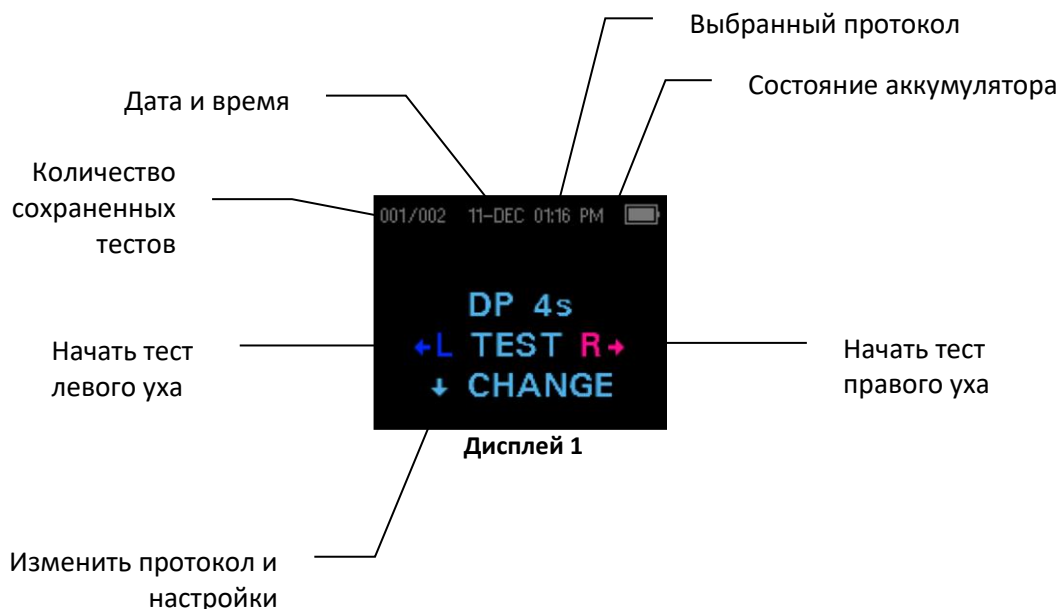 Выбранный протокол
Состояние аккумулятора
Дата и время
Количество
сохраненных
тестов
001/002 11-DEC 01:16 PM
DP 4s
←L TEST R→
↓ CHANGE
Начать тест
левого уха
Начать тест
правого уха
Дисплей 1
Изменить протокол и
настройки